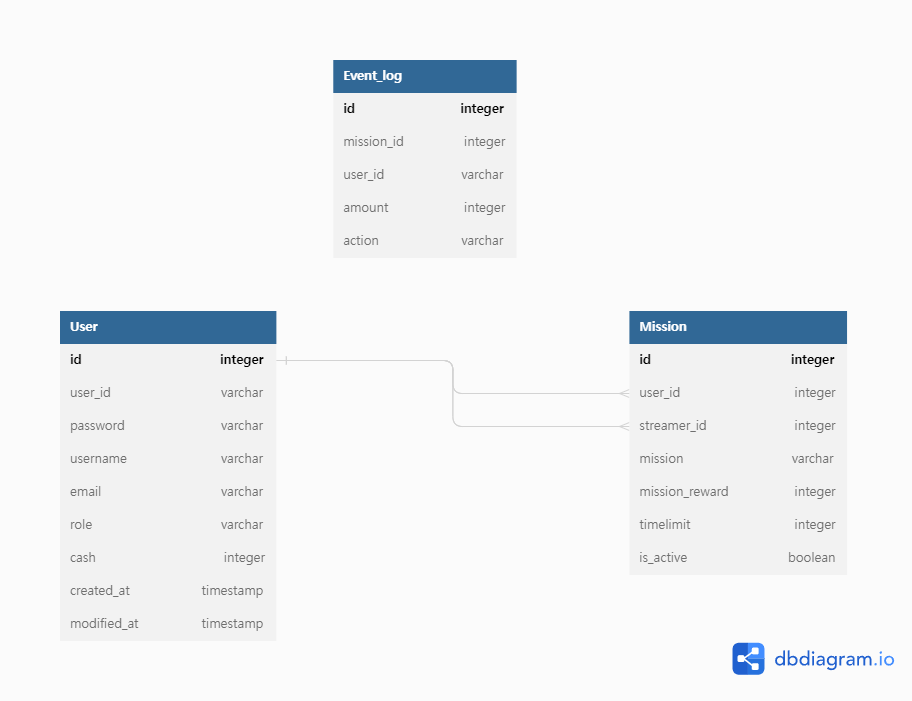 Event_log
id integer
mission_id integer
user_id varchar
amount integer
action varchar
User
id integer
user_id varchar
password varchar
username varchar
email varchar
role varchar
cash integer
created_at timestamp
modified_at timestamp
Mission
id integer
user_id integer
streamer_id integer
mission varchar
mission_reward integer
timelimit integer
is_active boolean
dbdiagram.io